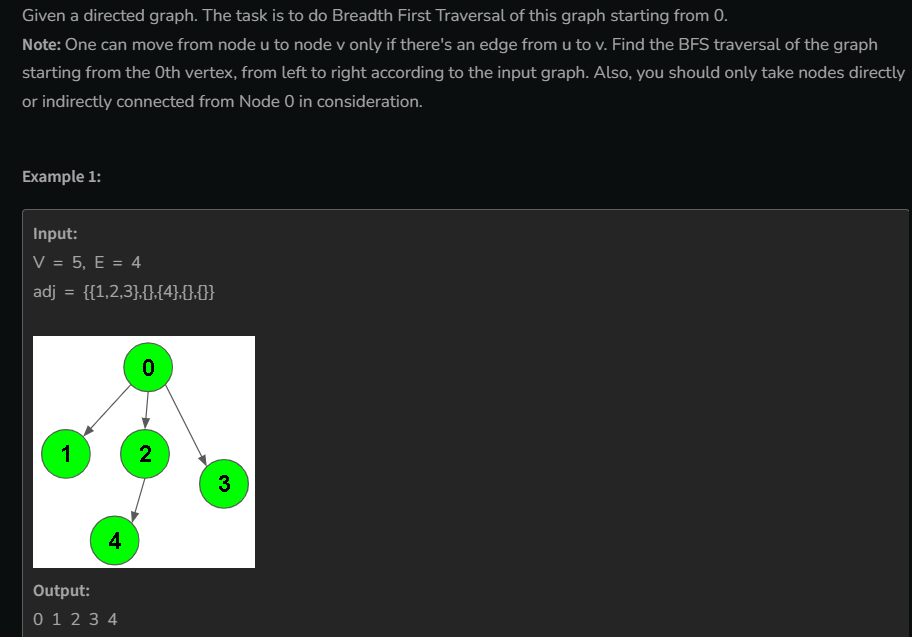 Given a directed graph. The task is to do Breadth First Traversal of this graph starting from 0.
Note: One can move from node u to node v only if there's an edge from u to v. Find the BFS traversal of the graph
starting from the 0th vertex, from left to right according to the input graph. Also, you should only take nodes directly
or indirectly connected from Node 0 in consideration.
Example 1:
Input:
V = 5, E = 4
adj = {{1,2,3},{},{4},{},{}}
0
1 2
3
4
Output:
0 1 2 3 4